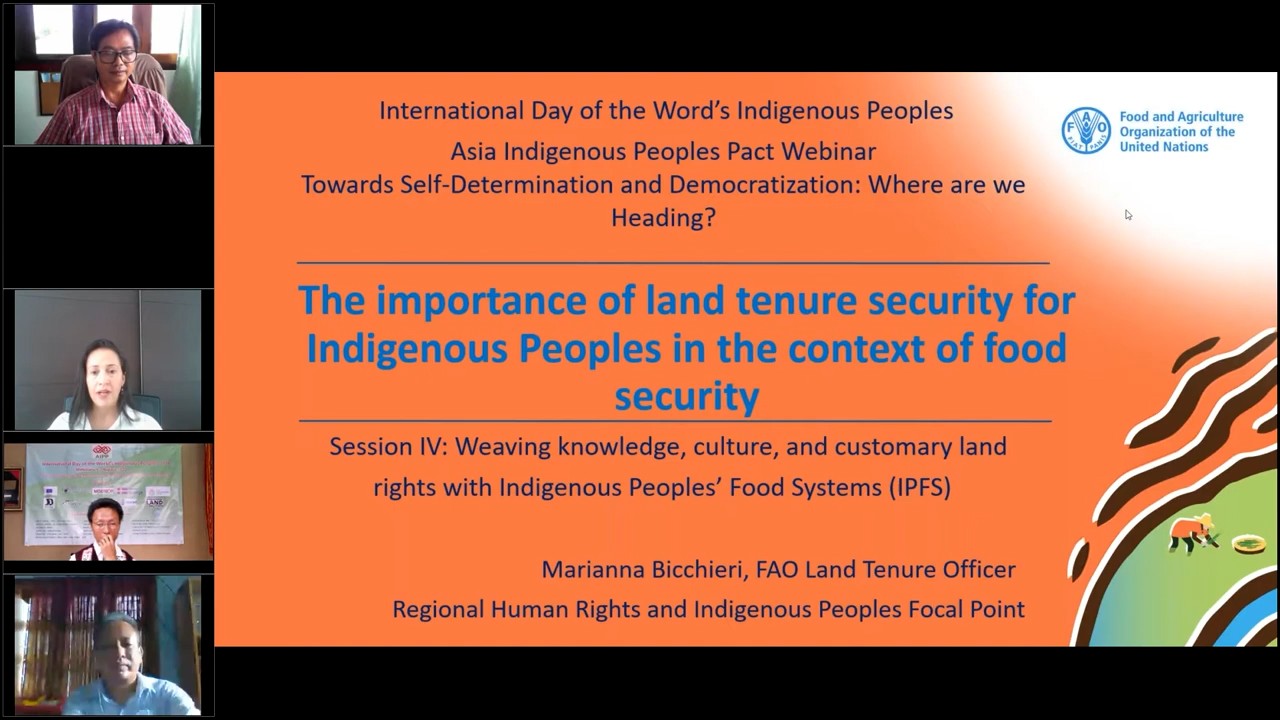 International Day of the Word's Indigenous Peoples
Asia Indigenous Peoples Pact Webinar
Towards Self-Determination and Democratization: Where are we
Heading?
F A O
FIAT PANIS
Food and Agriculture
Organization of the
United Nations
The importance of land tenure security for
Indigenous Peoples in the context of food
security
Session IV: Weaving knowledge, culture, and customary land
rights with Indigenous Peoples' Food Systems (IPFS)
Marianna Bicchieri, FAO Land Tenure Officer
Regional Human Rights and Indigenous Peoples Focal Point
AIPP